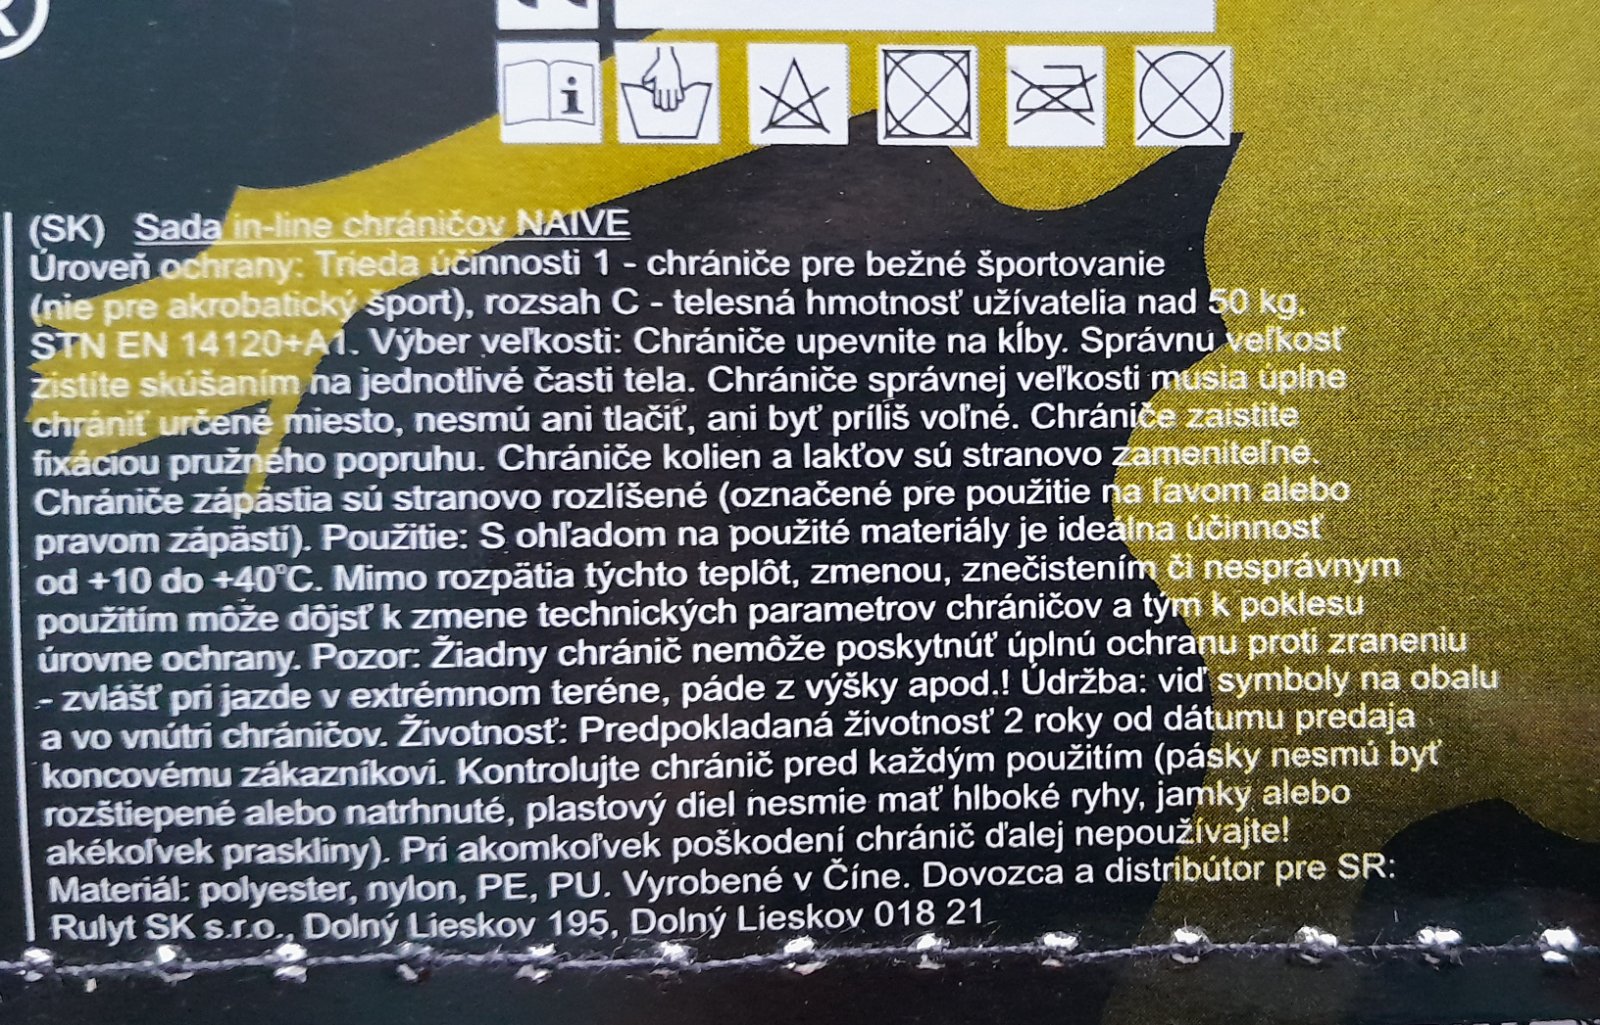 (SK) Sada in-line chráničov NAIVE
Úroveň ochrany: Trieda účinnosti 1 - chrániče pre bežné športovanie
(nie pre akrobatický šport), rozsah C - telesná hmotnosť užívatelia nad 50 kg,
STN EN 14120+A1. Výber veľkosti: Chrániče upevnite na kĺby. Správnu veľkosť
zistíte skúšaním na jednotlivé časti tela. Chrániče správnej veľkosti musia úplne
chrániť určené miesto, nesmú ani tlačiť, ani byť príliš voľné. Chrániče zaistite
fixáciou pružného popruhu. Chrániče kolien a lakťov sú stranovo zameniteľné.
Chrániče zápästia sú stranovo rozlíšené (označené pre použitie na ľavom alebo
pravom zápästí). Použitie: S ohľadom na použité materiály je ideálna účinnosť
od +10 do +40°C. Mimo rozpätia týchto teplôt, zmenou, znečistením či nesprávnym
použitím môže dôjsť k zmene technických parametrov chráničov a tým k poklesu
úrovne ochrany. Pozor: Žiadny chránič nemôže poskytnúť úplnú ochranu proti zraneniu
- zvlášť pri jazde v extrémnom teréne, páde z výšky apod.! Údržba: viď symboly na obalu
a vo vnútri chráničov. Životnosť: Predpokladaná životnosť 2 roky od dátumu predaja
koncovému zákazníkovi. Kontrolujte chránič pred každým použitím (pásky nesmú byť
rozštiepené alebo natrhnuté, plastový diel nesmie mať hlboké ryhy, jamky alebo
akékoľvek praskliny). Pri akomkoľvek poškodení chránič ďalej nepoužívajte!
Materiál: polyester, nylon, PE, PU. Vyrobené v Číne. Dovozca a distribútor pre SR:
Rulyt SK s.r.o., Dolný Lieskov 195, Dolný Lieskov 018 21